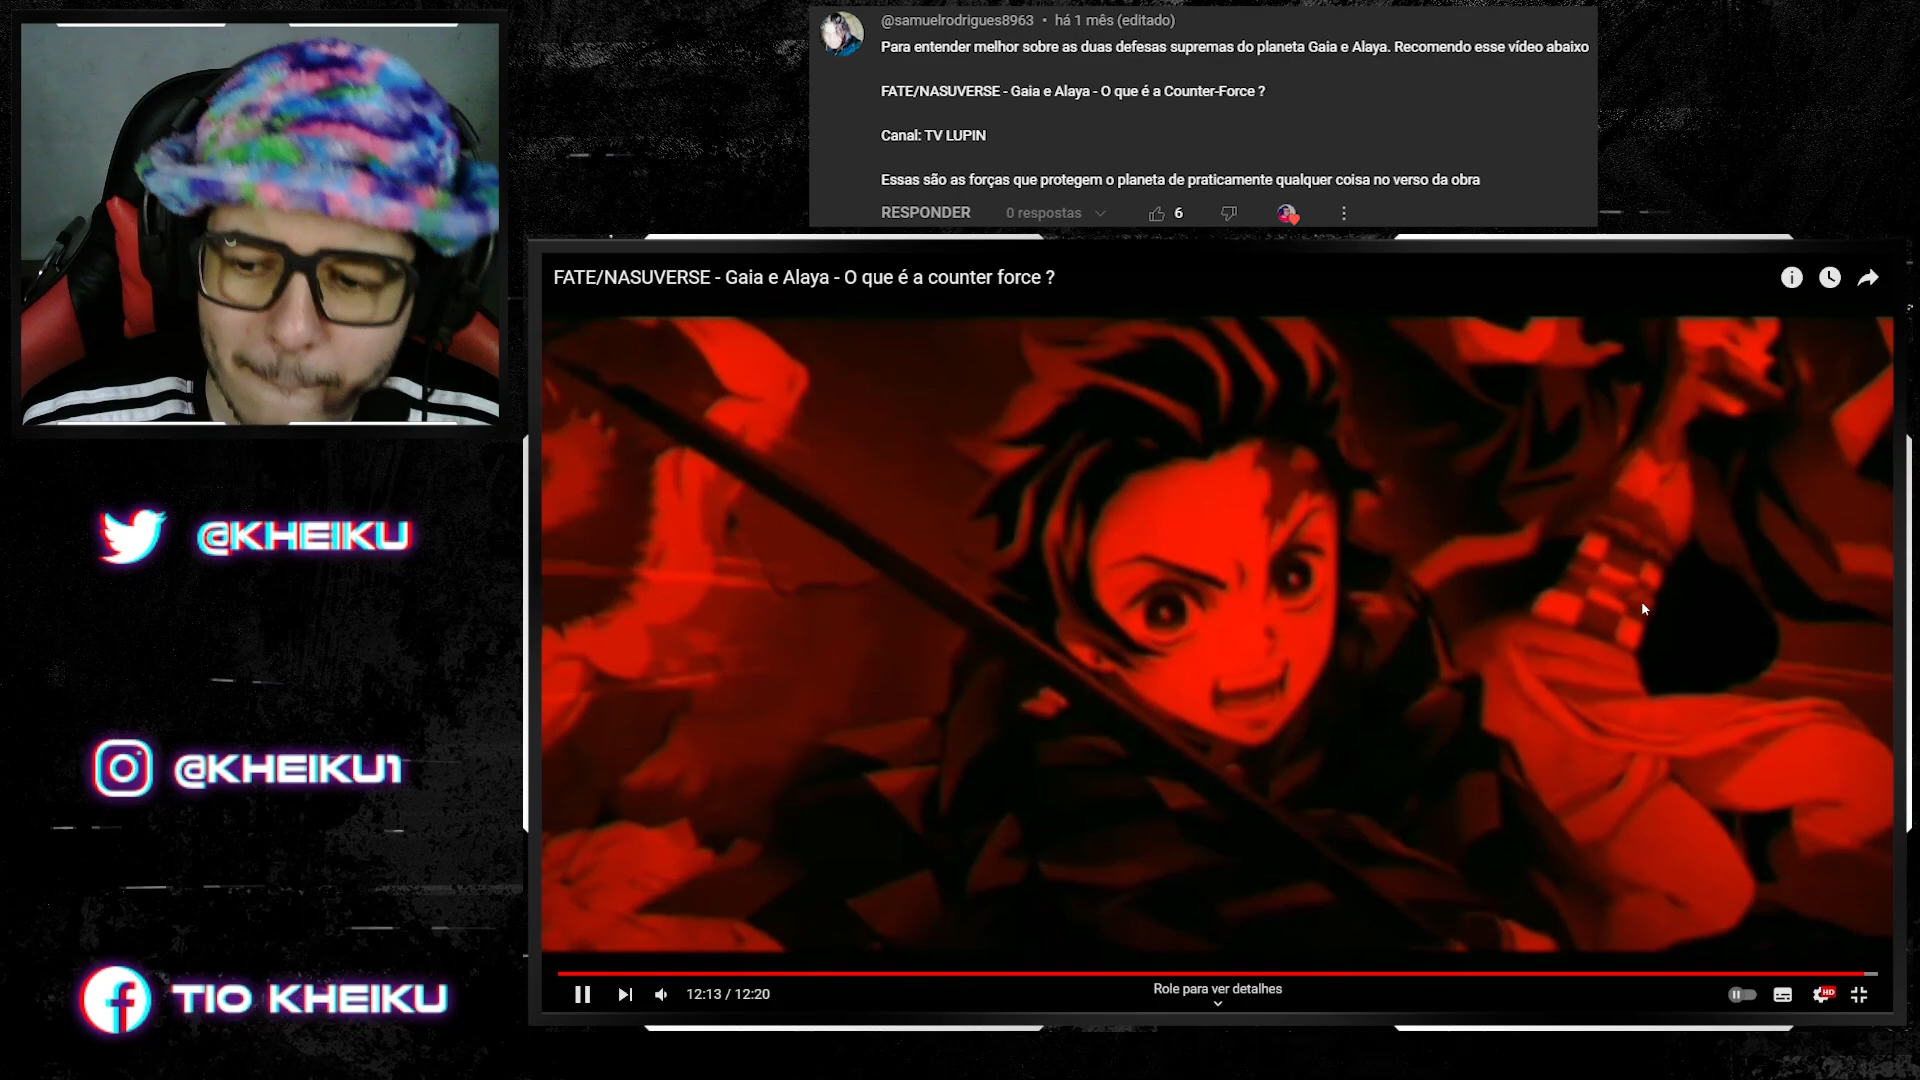 @samuelrodrigues8963 • há 1 mês (editado)
Para entender melhor sobre as duas defesas supremas do planeta Gaia e Alaya. Recomendo esse vídeo abaixo
FATE/NASUVERSE - Gaia e Alaya - O que é a Counter-Force ?
Canal: TV LUPIN
Essas são as forças que protegem o planeta de praticamente qualquer coisa no verso da obra
RESPONDER 0 respostas 6
FATE/NASUVERSE - Gaia e Alaya - O que é a counter force ?
@KHEIKU
@KHEIKU1
TIO KHEIKU
12:13 / 12:20
Role para ver detalhes
HD